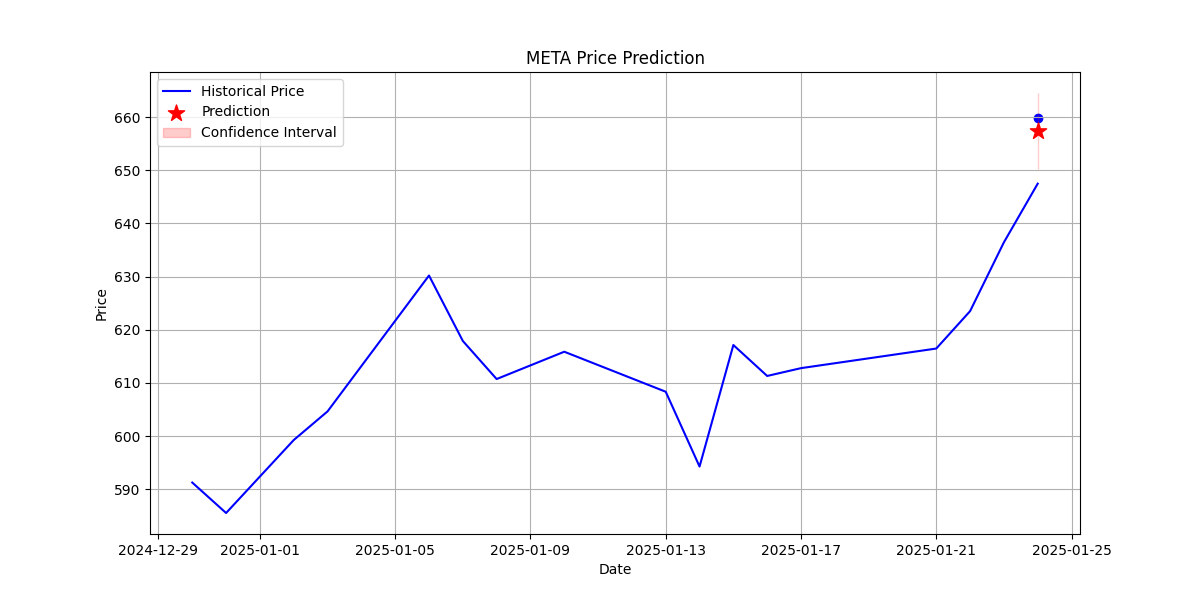 META Price Prediction
Historical Price
Prediction
Confidence Interval
660
650
640
630
620
610
600
590
Price
2024-12-29 2025-01-01 2025-01-05 2025-01-09 2025-01-13 2025-01-17 2025-01-21 2025-01-25
Date